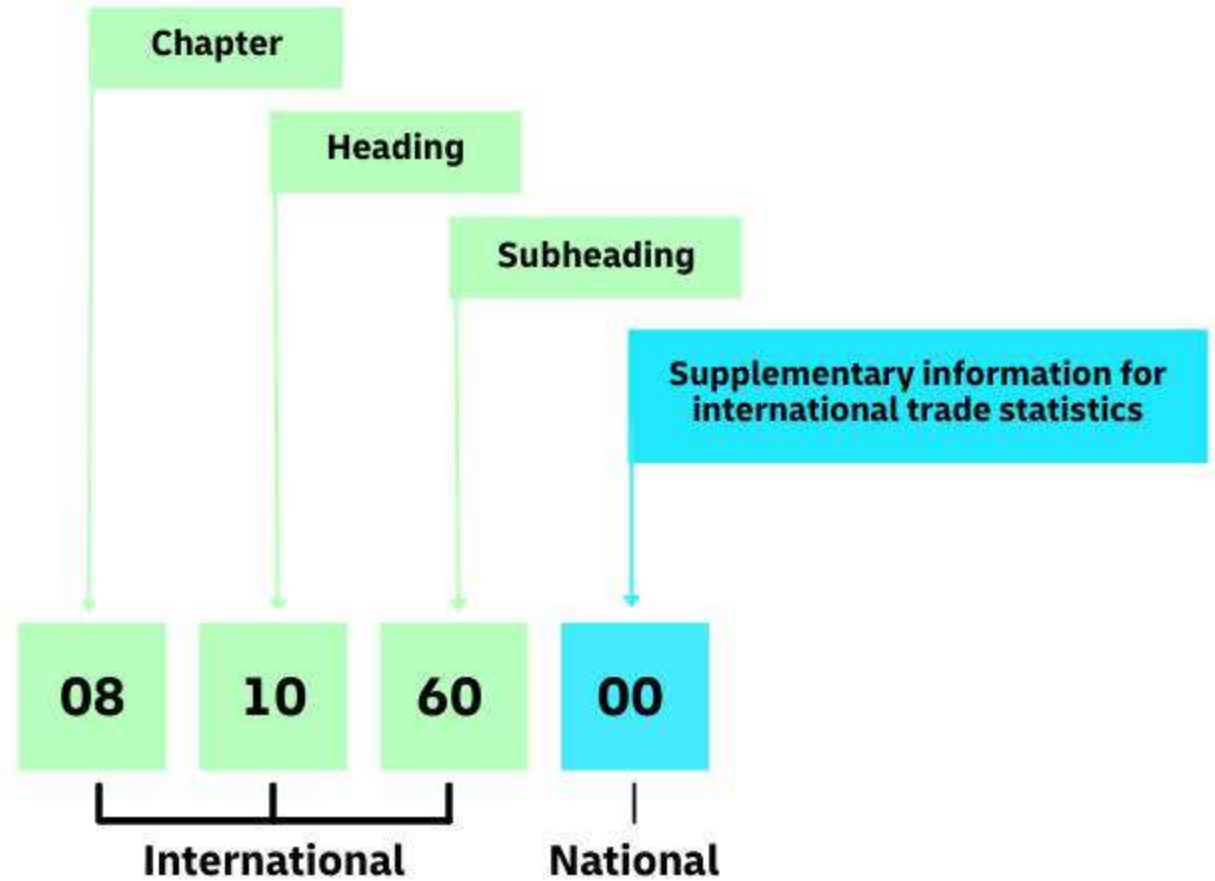 Chapter
Heading
Subheading
Supplementary information for
international trade statistics
08 10 60 00
International National